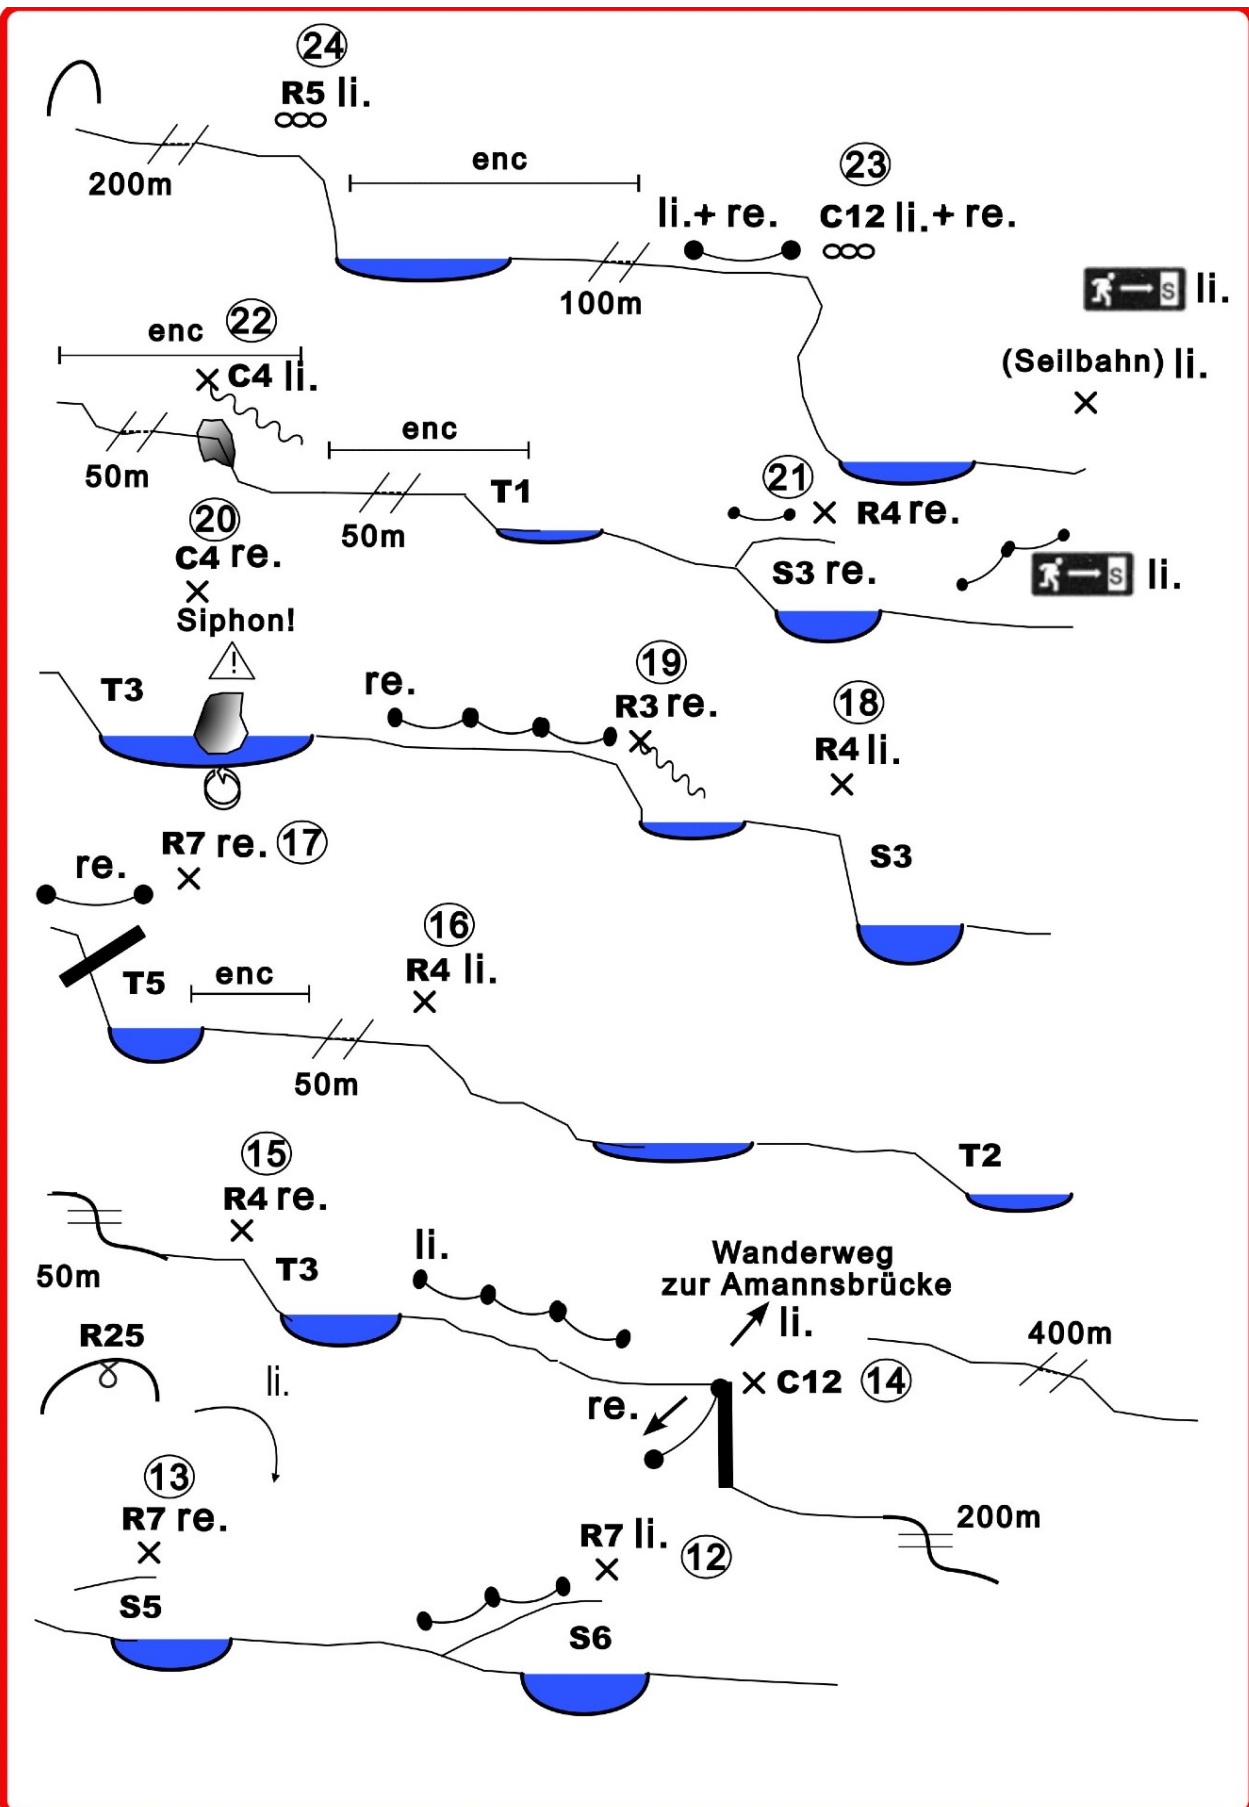 24
R5 li.
200m
enc
23
li.+ re.
C12 li.+ re.
100m
S
li.
22
enc
C4 li.
(Seilbahn) li.
50m
enc
50m
T1
21
R4 re.
20
C4 re.
Siphon!
S3 re.
S
li.
T3
!
re.
19
R3 re.
18
R4 li.
S3
R7 re. 17
re.
T5
enc
16
R4 li.
50m
T2
15
R4 re.
50m
T3
li.
Wanderweg
zur Amannsbrücke
li.
400m
R25
li.
re.
C12 14
13
R7 re.
200m
R7 li.
12
S5
S6